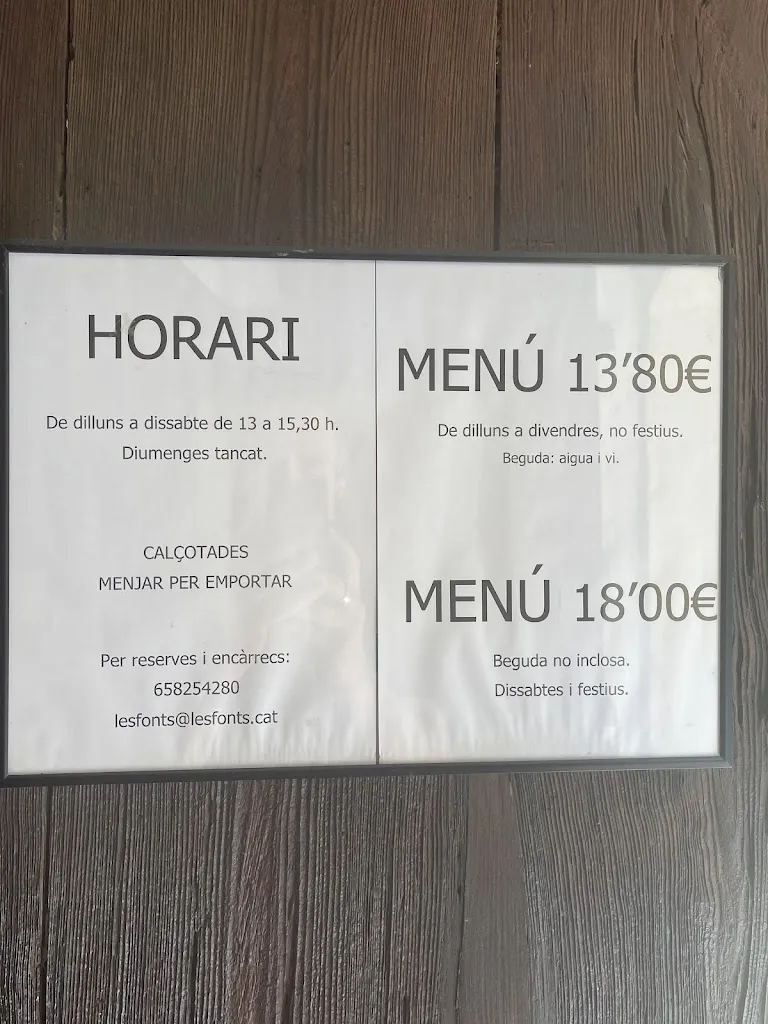 HORARI
De dilluns a dissabte de 13 a 15,30 h.
Diumenges tancat.
CALÇOTADES
MENJAR PER EMPORTAR
Per reserves i encàrrecs:
658254280
lesfonts@lesfonts.cat
MENÚ 13’80€
De dilluns a divendres, no festius.
Beguda: aigua i vì.
MENÚ 18’00€
Beguda no inclosa.
Dissabtes i festius.